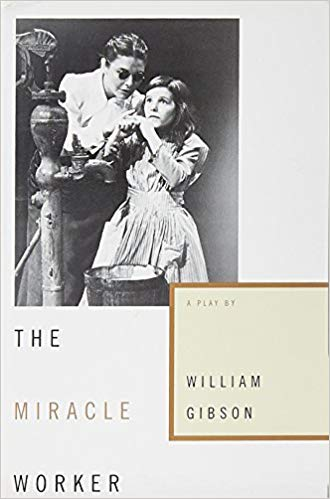 A PLAY BY
WILLIAM
GIBSON
THE
MIRACLE
WORKER